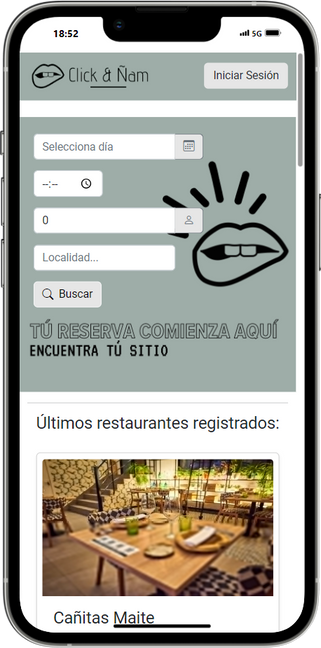 18:52
5G
Click & Ñam
Iniciar Sesión
Selecciona día
--:--
0
Localidad...
Buscar
TÚ RESERVA COMIENZA AQUÍ
ENCUENTRA TÚ SITIO
Últimos restaurantes registrados:
Cañitas Maite